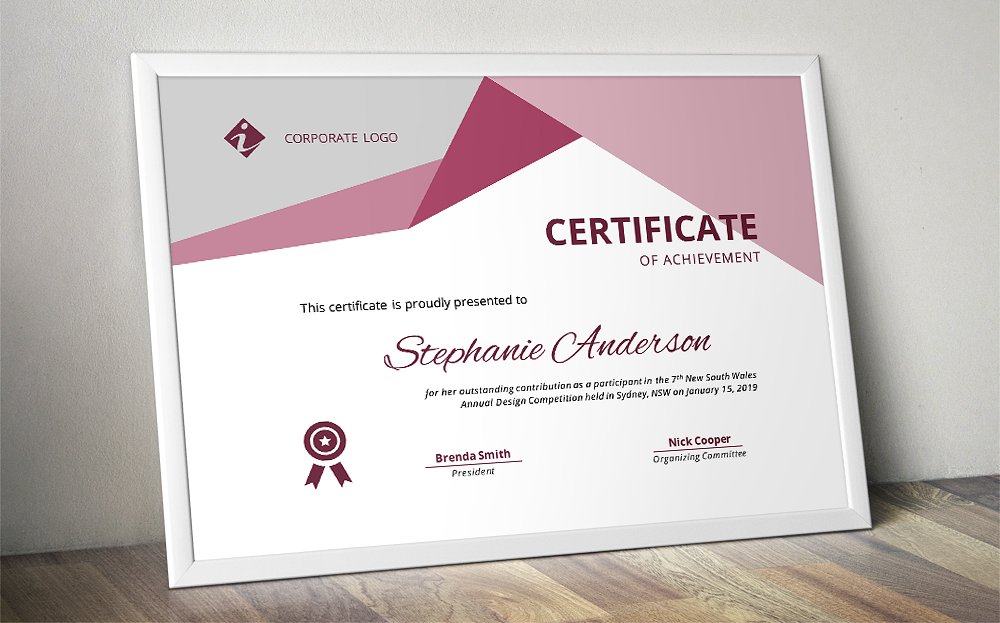 CORPORATE LOGO
CERTIFICATE
OF ACHIEVEMENT
This certificate is proudly presented to
Stephanie Anderson
for her outstanding contribution as a participant in the 7th New South Wales
Annual Design Competition held in Sydney, NSW on January 15, 2019
Brenda Smith
President
Nick Cooper
Organizing Committee